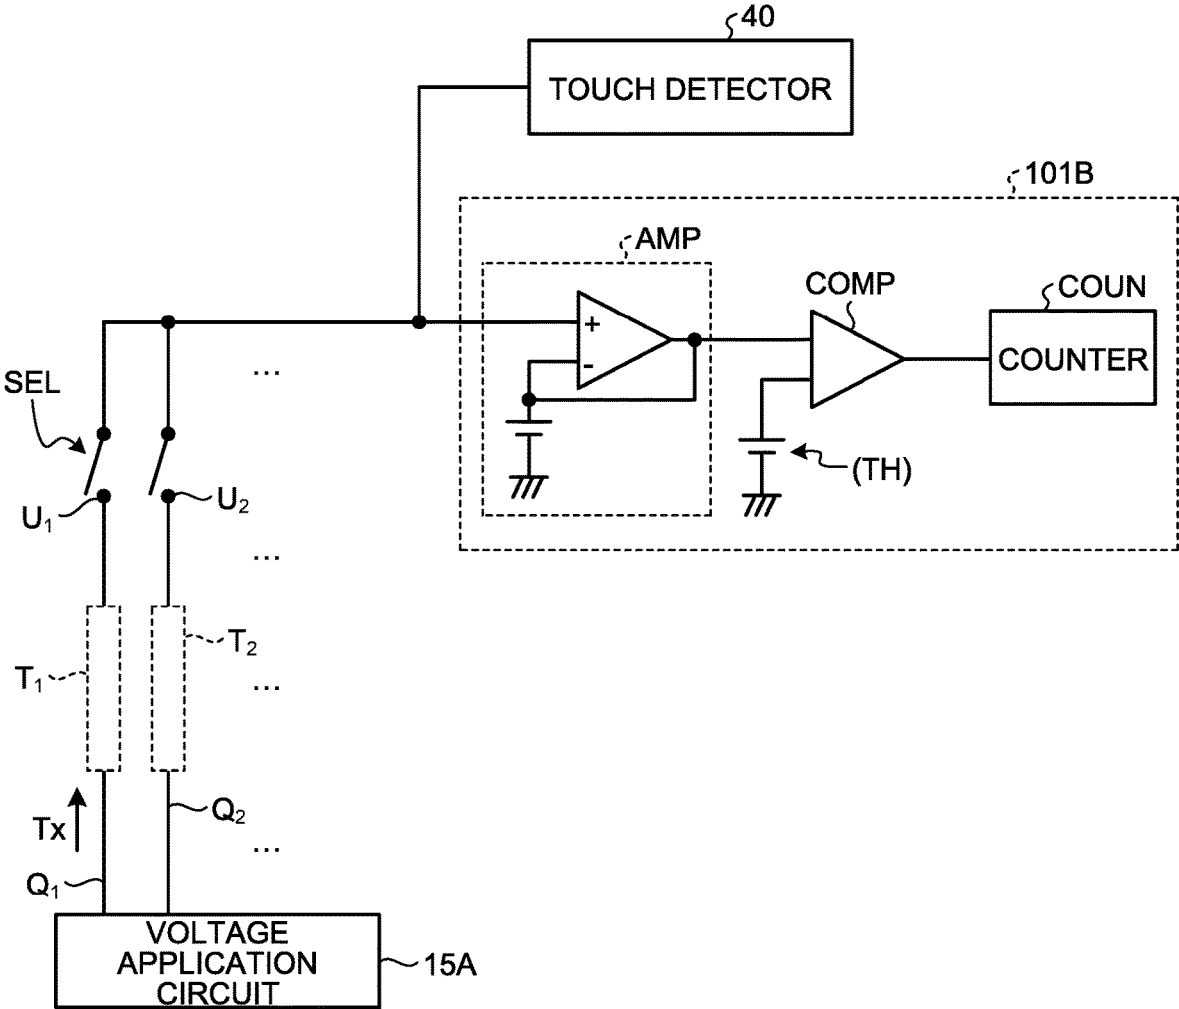 40
TOUCH DETECTOR
101B
AMP
COMP
COUN
+
-
COUNTER
...
SEL
(TH)
U1
U2
...
T1
T2
...
Tx
Q2
...
Q1
VOLTAGE
APPLICATION
CIRCUIT
15A